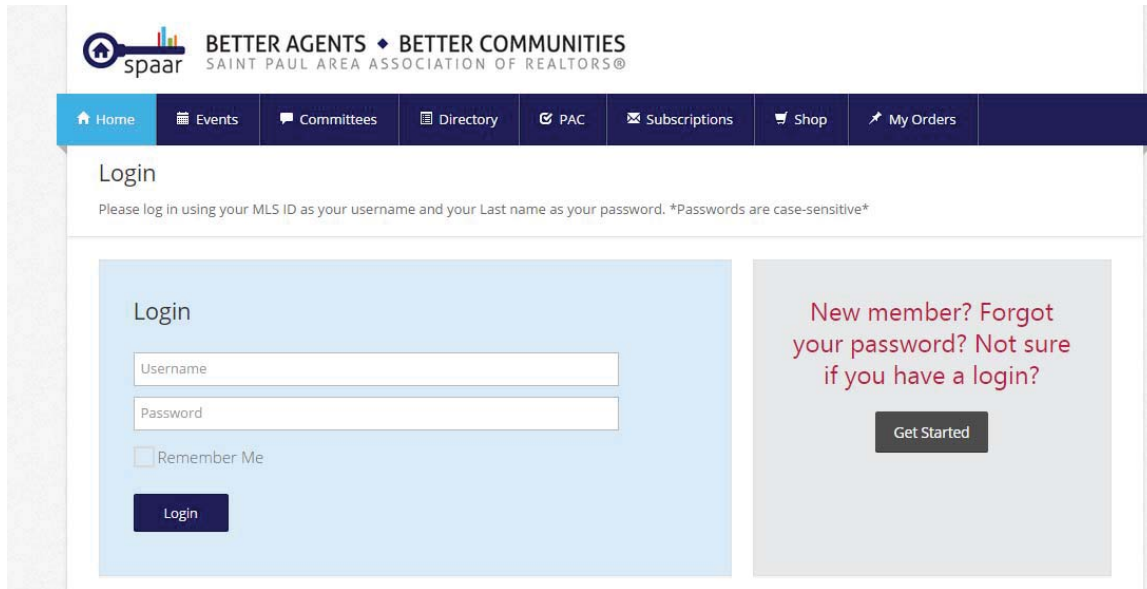 spaar
BETTER AGENTS ◆ BETTER COMMUNITIES
SAINT PAUL AREA ASSOCIATION OF REALTORS®
Home Events Committees Directory PAC Subscriptions Shop My Orders
Login
Please log in using your MLS ID as your username and your Last name as your password. *Passwords are case-sensitive*
Login
Username
Password
Remember Me
Login
New member? Forgot
your password? Not sure
if you have a login?
Get Started